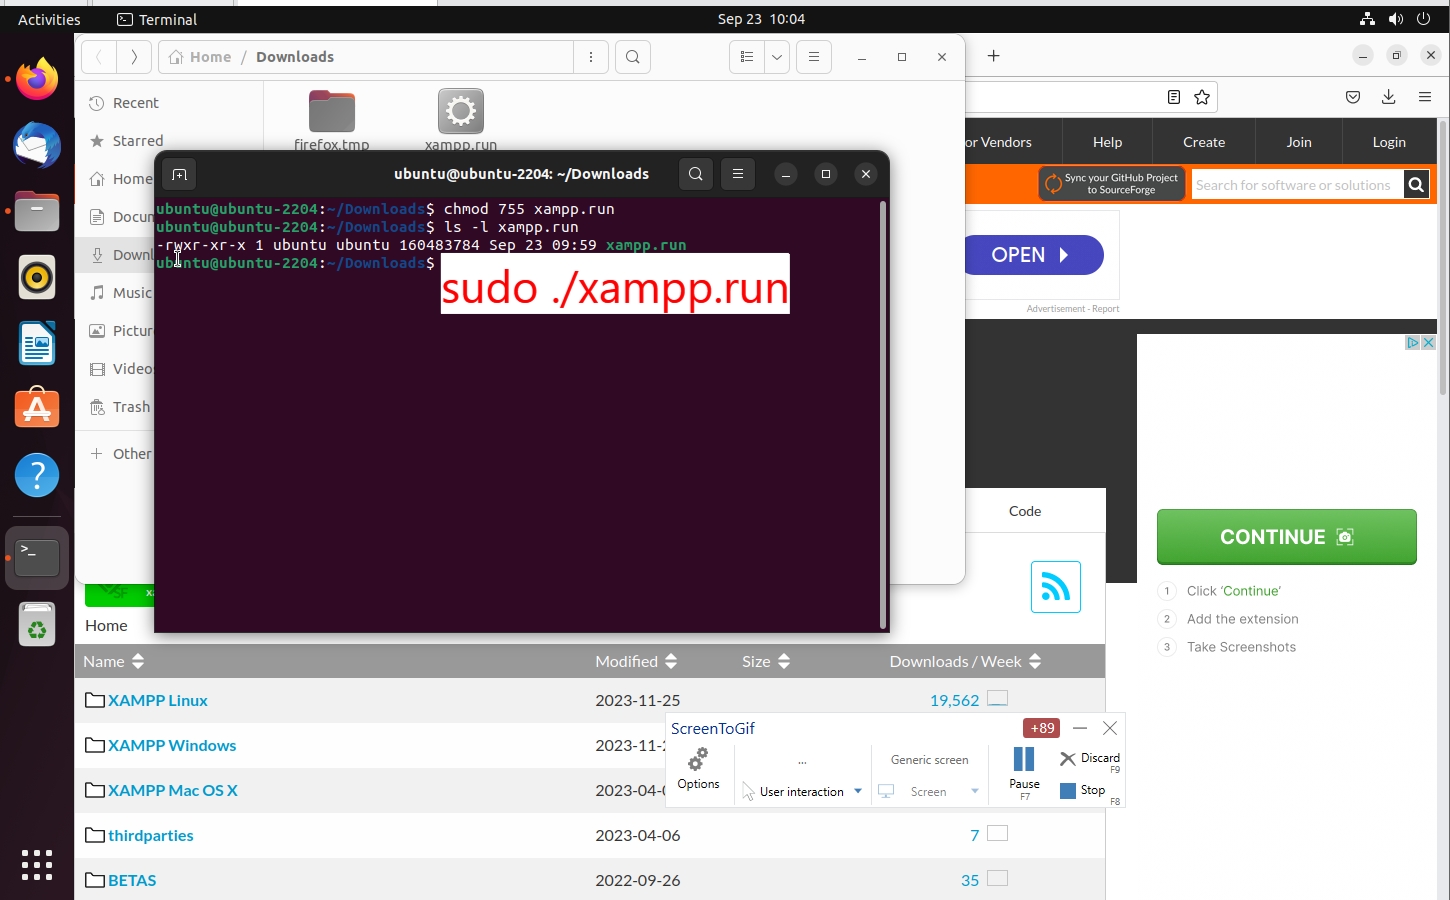 Activities
Terminal
Sep 23 10:04
Home / Downloads
Recent
Starred
Home
Music
Trash
Other
firefox.tmp
xampp.run
ubuntu@ubuntu-2204: ~/Downloads
ubuntu@ubuntu-2204:~/Downloads$ chmod 755 xampp.run
ubuntu@ubuntu-2204:~/Downloads$ ls -l xampp.run
-rwxr-xr-x 1 ubuntu ubuntu 160483784 Sep 23 09:59 xampp.run
ubuntu@ubuntu-2204:~/Downloads$
sudo ./xampp.run
or Vendors
Help
Create
Join
Login
Sync your GitHub Project
to SourceForge
Search for software or solutions
OPEN
Advertisement - Report
Code
CONTINUE
1 Click ‘Continue’
2 Add the extension
3 Take Screenshots
Home
Name Modified Size Downloads / Week
XAMPP Linux 2023-11-25 19,562
XAMPP Windows 2023-11-2
XAMPP Mac OS X 2023-04-0
thirdparties 2023-04-06 7
BETAS 2022-09-26 35
ScreenToGif
+89
Options
...
User interaction
Generic screen
Screen
Pause
F7
Discard
F9
Stop
F8